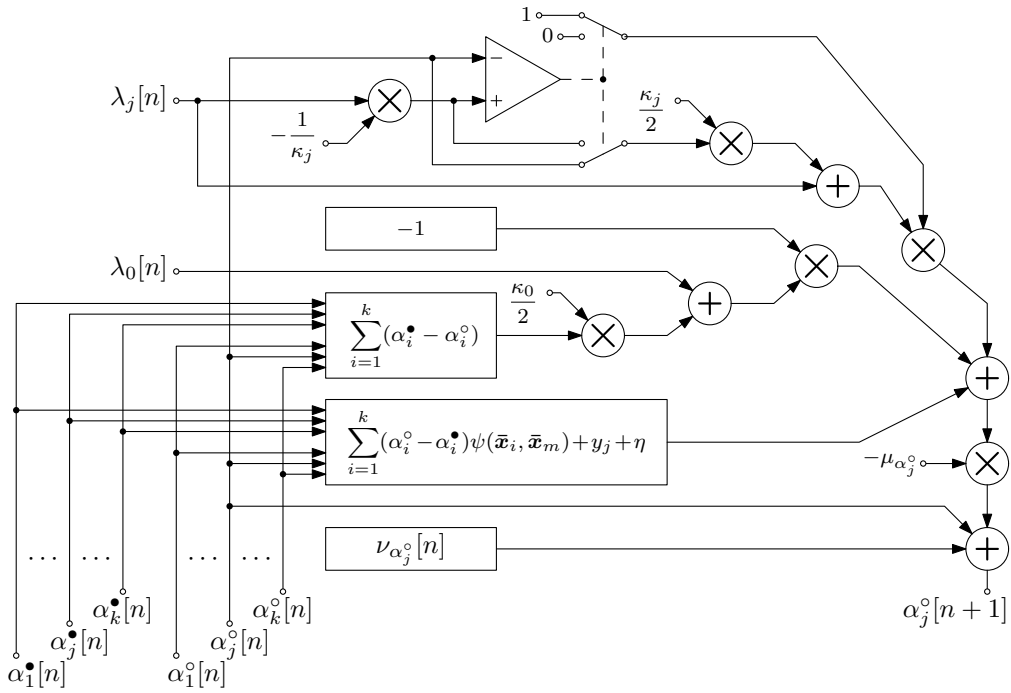 1
0
−
+
λ_j[n]
−1/κ_j
×
κ_j/2
×
+
−1
×
×
λ_0[n]
κ_0/2
+
×
∑_{i=1}^{k}(α_i^● − α_i^○)
+
∑_{i=1}^{k}(α_i^○−α_i^●)ψ(x̄_i, x̄_m)+y_j+η
−μ_{α_j^○}
×
ν_{α_j^○}[n]
+
... ... ... ...
α_k^●[n] α_k^○[n] α_j^○[n + 1]
α_j^●[n] α_j^○[n]
α_1^●[n] α_1^○[n]